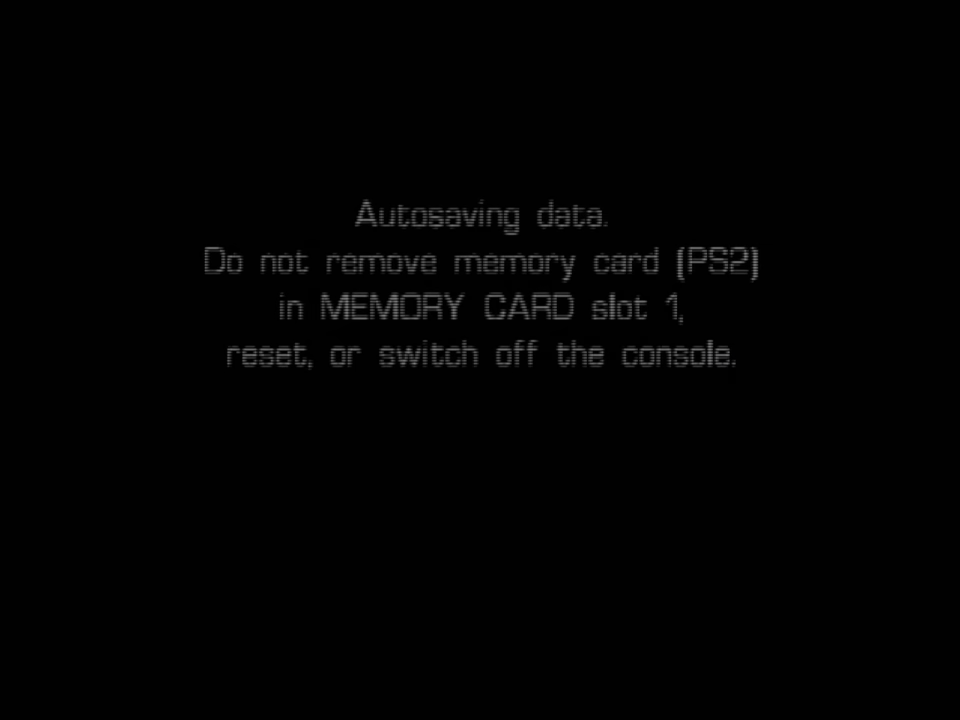 Autosaving data.
Do not remove memory card (PS2)
in MEMORY CARD slot 1,
reset, or switch off the console.